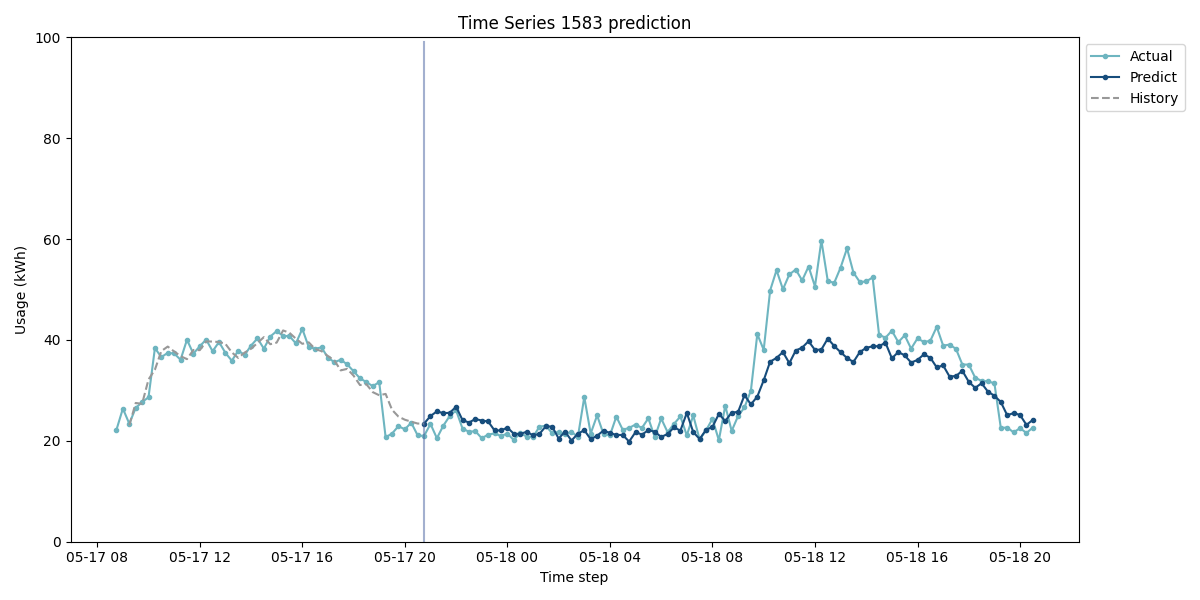 Time Series 1583 prediction
100
80
60
40
20
0
Usage (kWh)
05-17 08
05-17 12
05-17 16
05-17 20
05-18 00
05-18 04
05-18 08
05-18 12
05-18 16
05-18 20
Time step
Actual
Predict
History